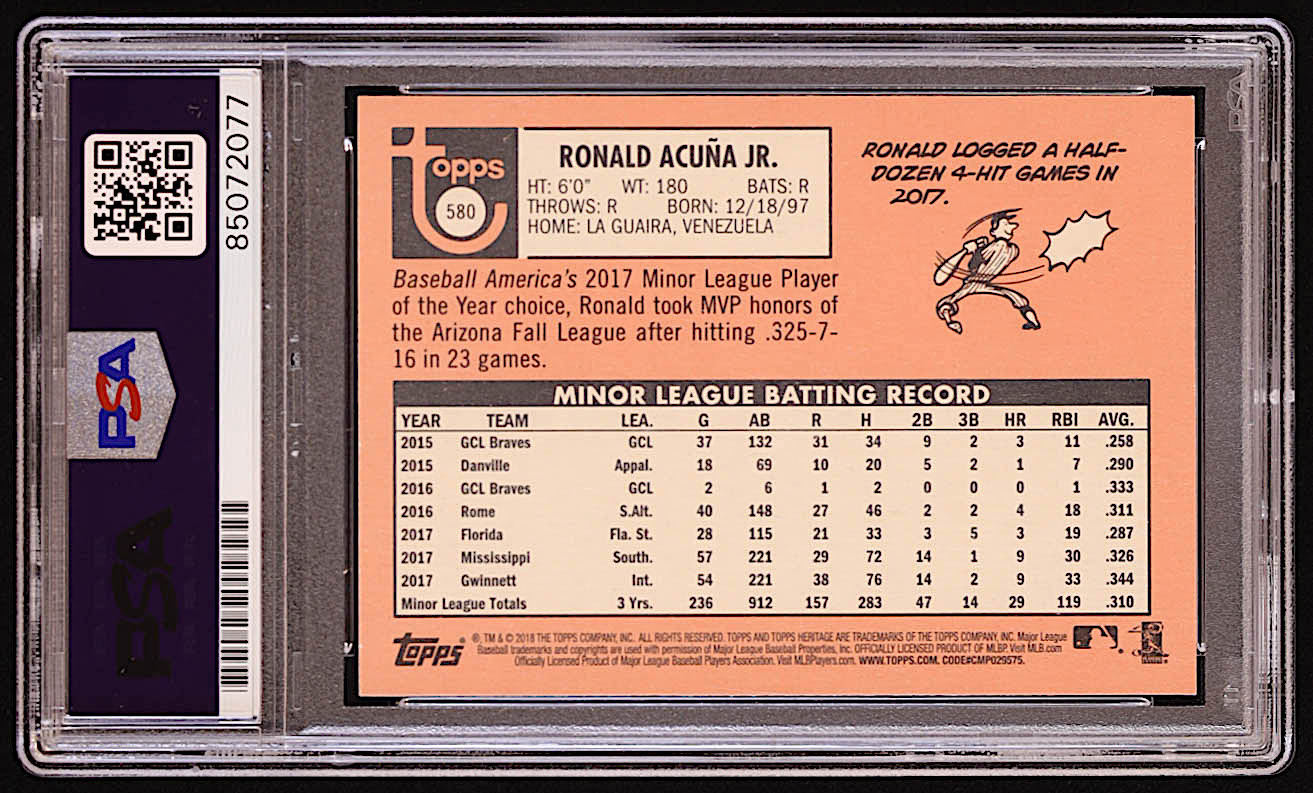 85072077
PSA
PSA
PSA
topps
580
RONALD ACUÑA JR.
HT: 6'0" WT: 180 BATS: R
THROWS: R BORN: 12/18/97
HOME: LA GUAIRA, VENEZUELA
RONALD LOGGED A HALF-
DOZEN 4-HIT GAMES IN
2017.
Baseball America's 2017 Minor League Player
of the Year choice, Ronald took MVP honors of
the Arizona Fall League after hitting .325-7-
16 in 23 games.
MINOR LEAGUE BATTING RECORD
YEAR TEAM LEA. G AB R H 2B 3B HR RBI AVG.
2015 GCL Braves GCL 37 132 31 34 9 2 3 11 .258
2015 Danville Appal. 18 69 10 20 5 2 1 7 .290
2016 GCL Braves GCL 2 6 1 2 0 0 0 1 .333
2016 Rome S.Alt. 40 148 27 46 2 2 4 18 .311
2017 Florida Fla. St. 28 115 21 33 3 5 3 19 .287
2017 Mississippi South. 57 221 29 72 14 1 9 30 .326
2017 Gwinnett Int. 54 221 38 76 14 2 9 33 .344
Minor League Totals 3 Yrs. 236 912 157 283 47 14 29 119 .310
topps ®, TM & © 2018 THE TOPPS COMPANY, INC. ALL RIGHTS RESERVED. TOPPS AND TOPPS HERITAGE ARE TRADEMARKS OF THE TOPPS COMPANY, INC. Major League
Baseball trademarks and copyrights are used with permission of Major League Baseball Properties, Inc. OFFICIALLY LICENSED PRODUCT OF MLBP. Visit MLB.com
Officially Licensed Product of Major League Baseball Players Association. Visit MLBPlayers.com. WWW.TOPPS.COM. CODE#CMP029575.